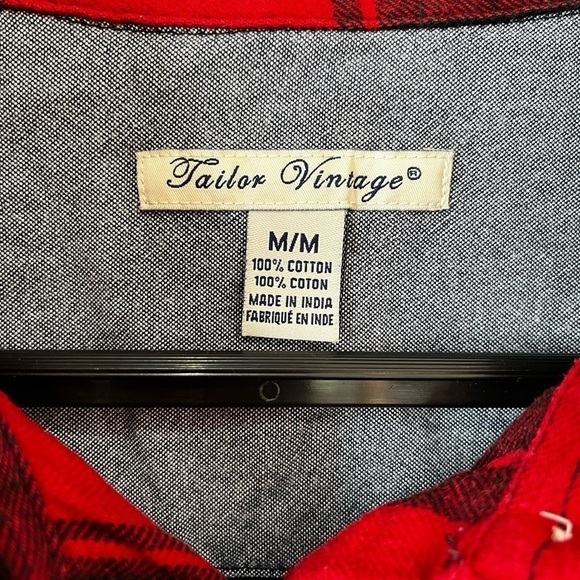 Tailor Vintage®
M/M
100% COTTON
100% COTON
MADE IN INDIA
FABRIQUÉ EN INDE